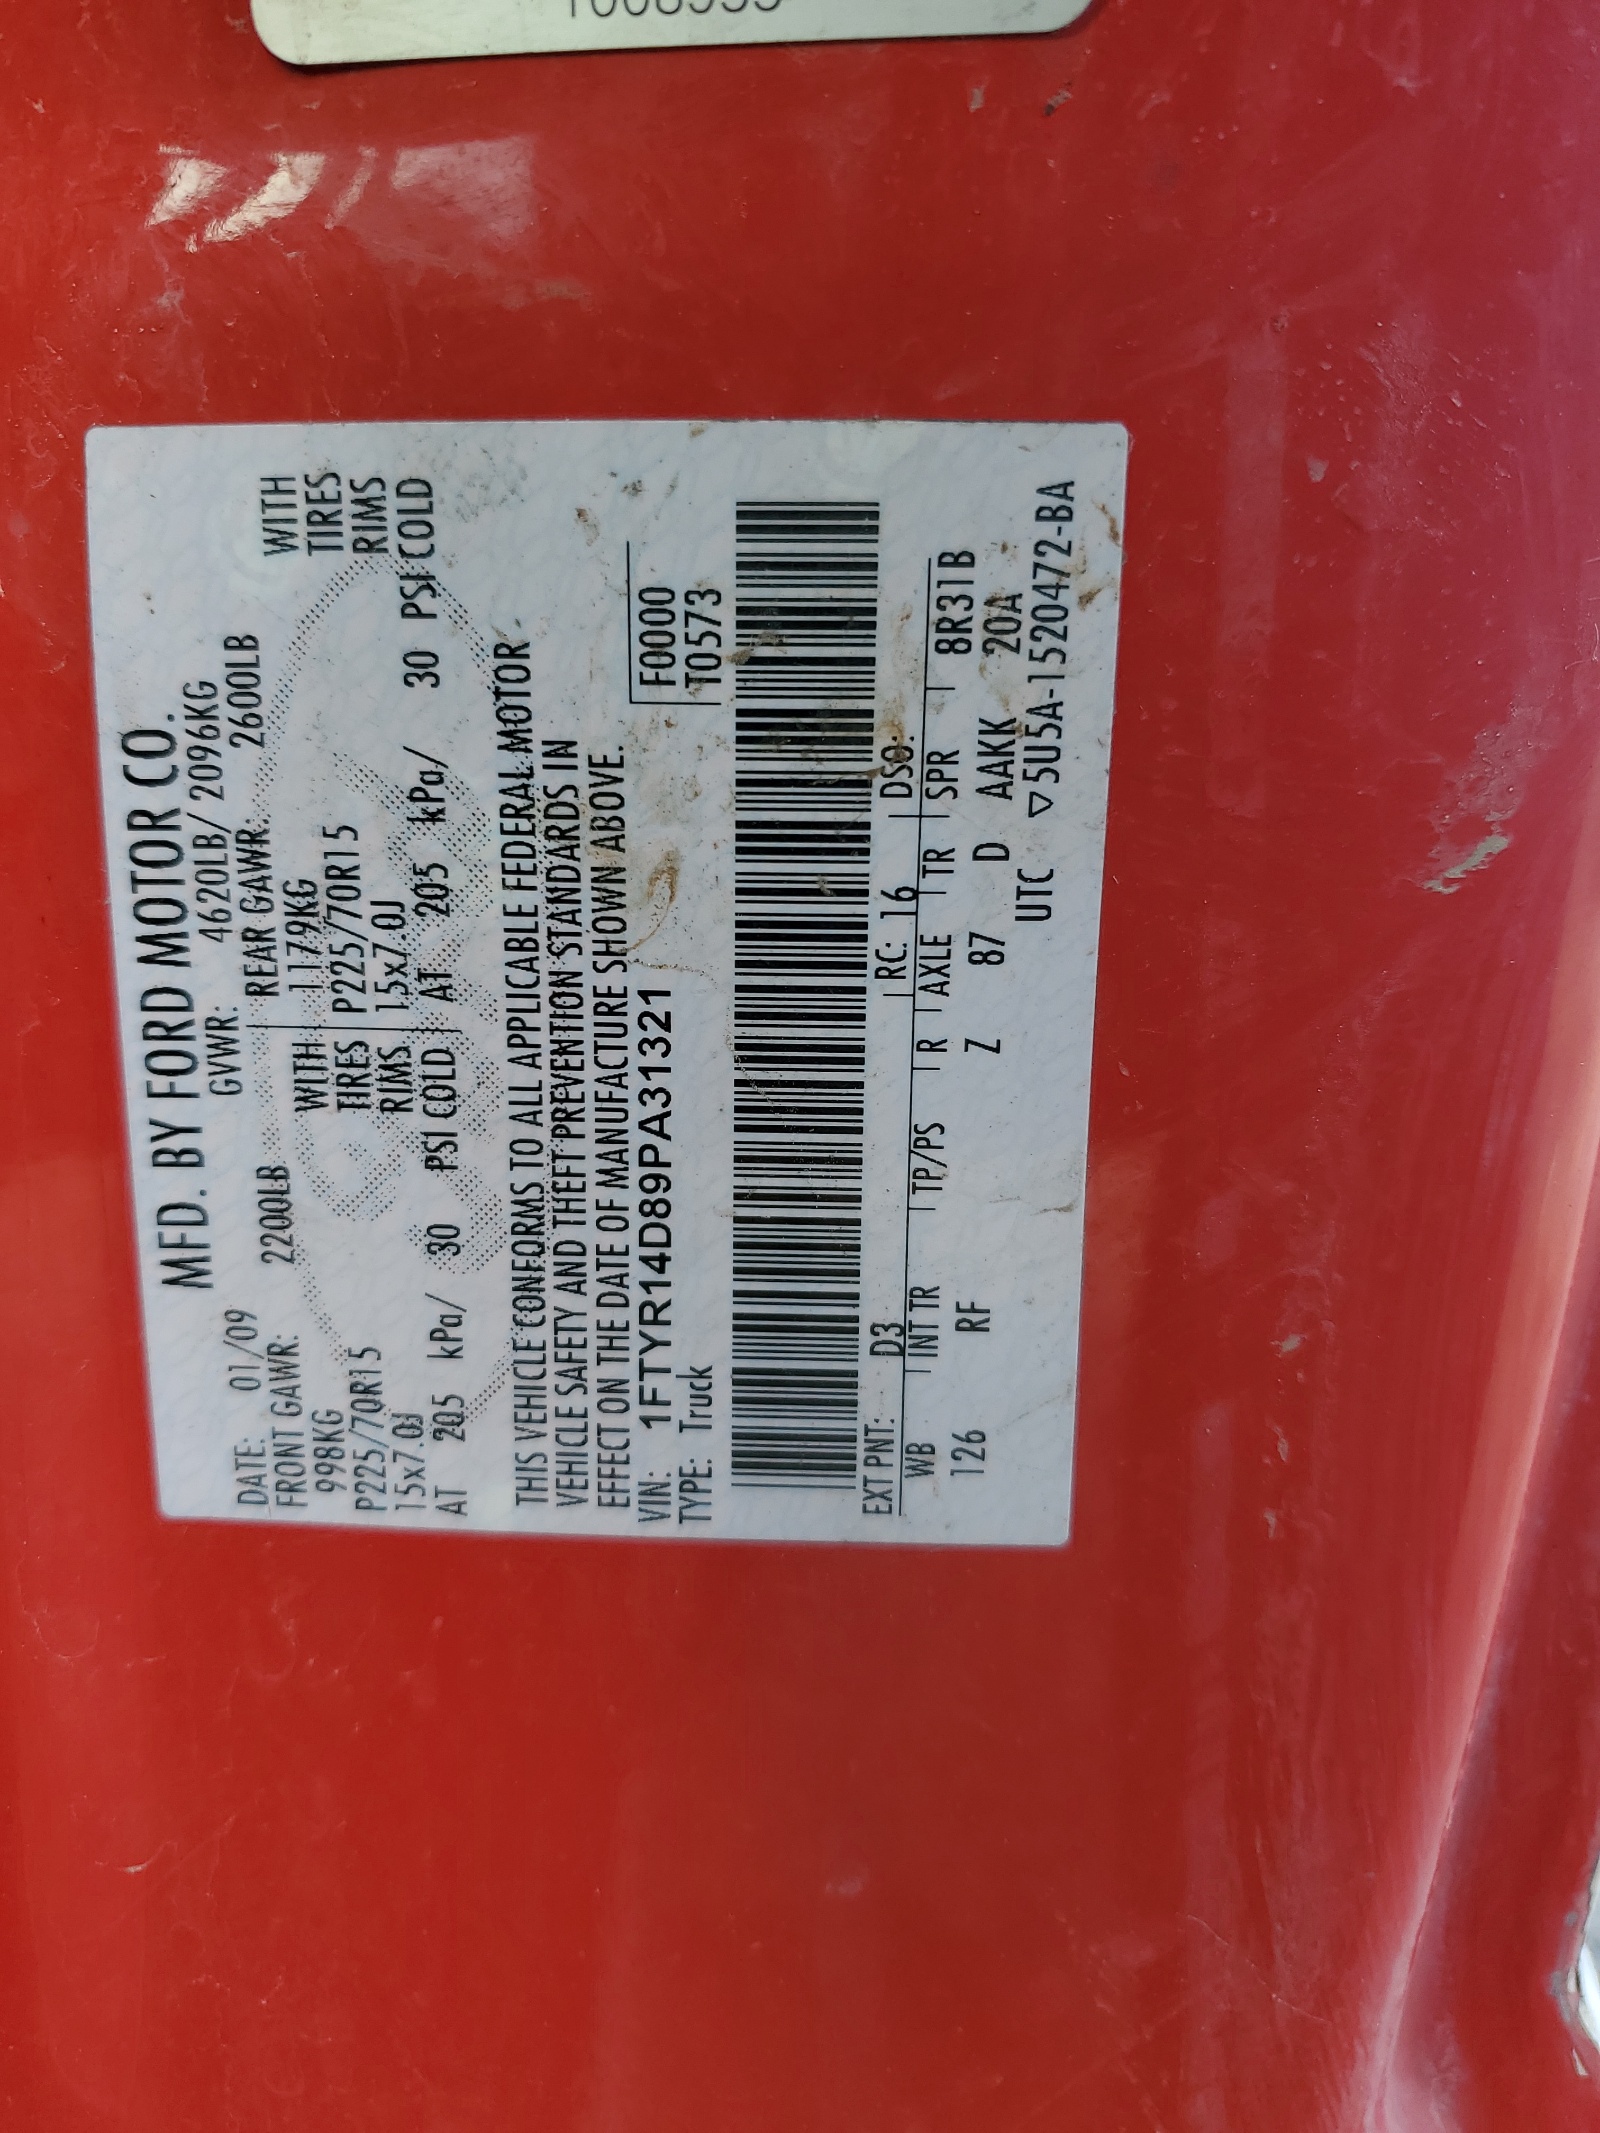 MFD. BY FORD MOTOR CO.
DATE: 01/09 GVWR: 4620LB/ 2096KG
FRONT GAWR: 2200LB REAR GAWR: 2600LB
998KG WITH 1179KG WITH
P225/70R15 TIRES P225/70R15 TIRES
15x7.0J RIMS 15x7.0J RIMS
AT 205 kPa/ 30 PSI COLD AT 205 kPa/ 30 PSI COLD
THIS VEHICLE CONFORMS TO ALL APPLICABLE FEDERAL MOTOR
VEHICLE SAFETY AND THEFT PREVENTION STANDARDS IN
EFFECT ON THE DATE OF MANUFACTURE SHOWN ABOVE.
VIN: 1FTYR14D89PA31321 F0000
TYPE: Truck T0573
EXT PNT: D3 RC: 16 DSO:
WB INT TR TP/PS R AXLE TR SPR 8R31B
126 RF Z 87 D AAKK 20A
UTC ▽5U5A-1520472-BA